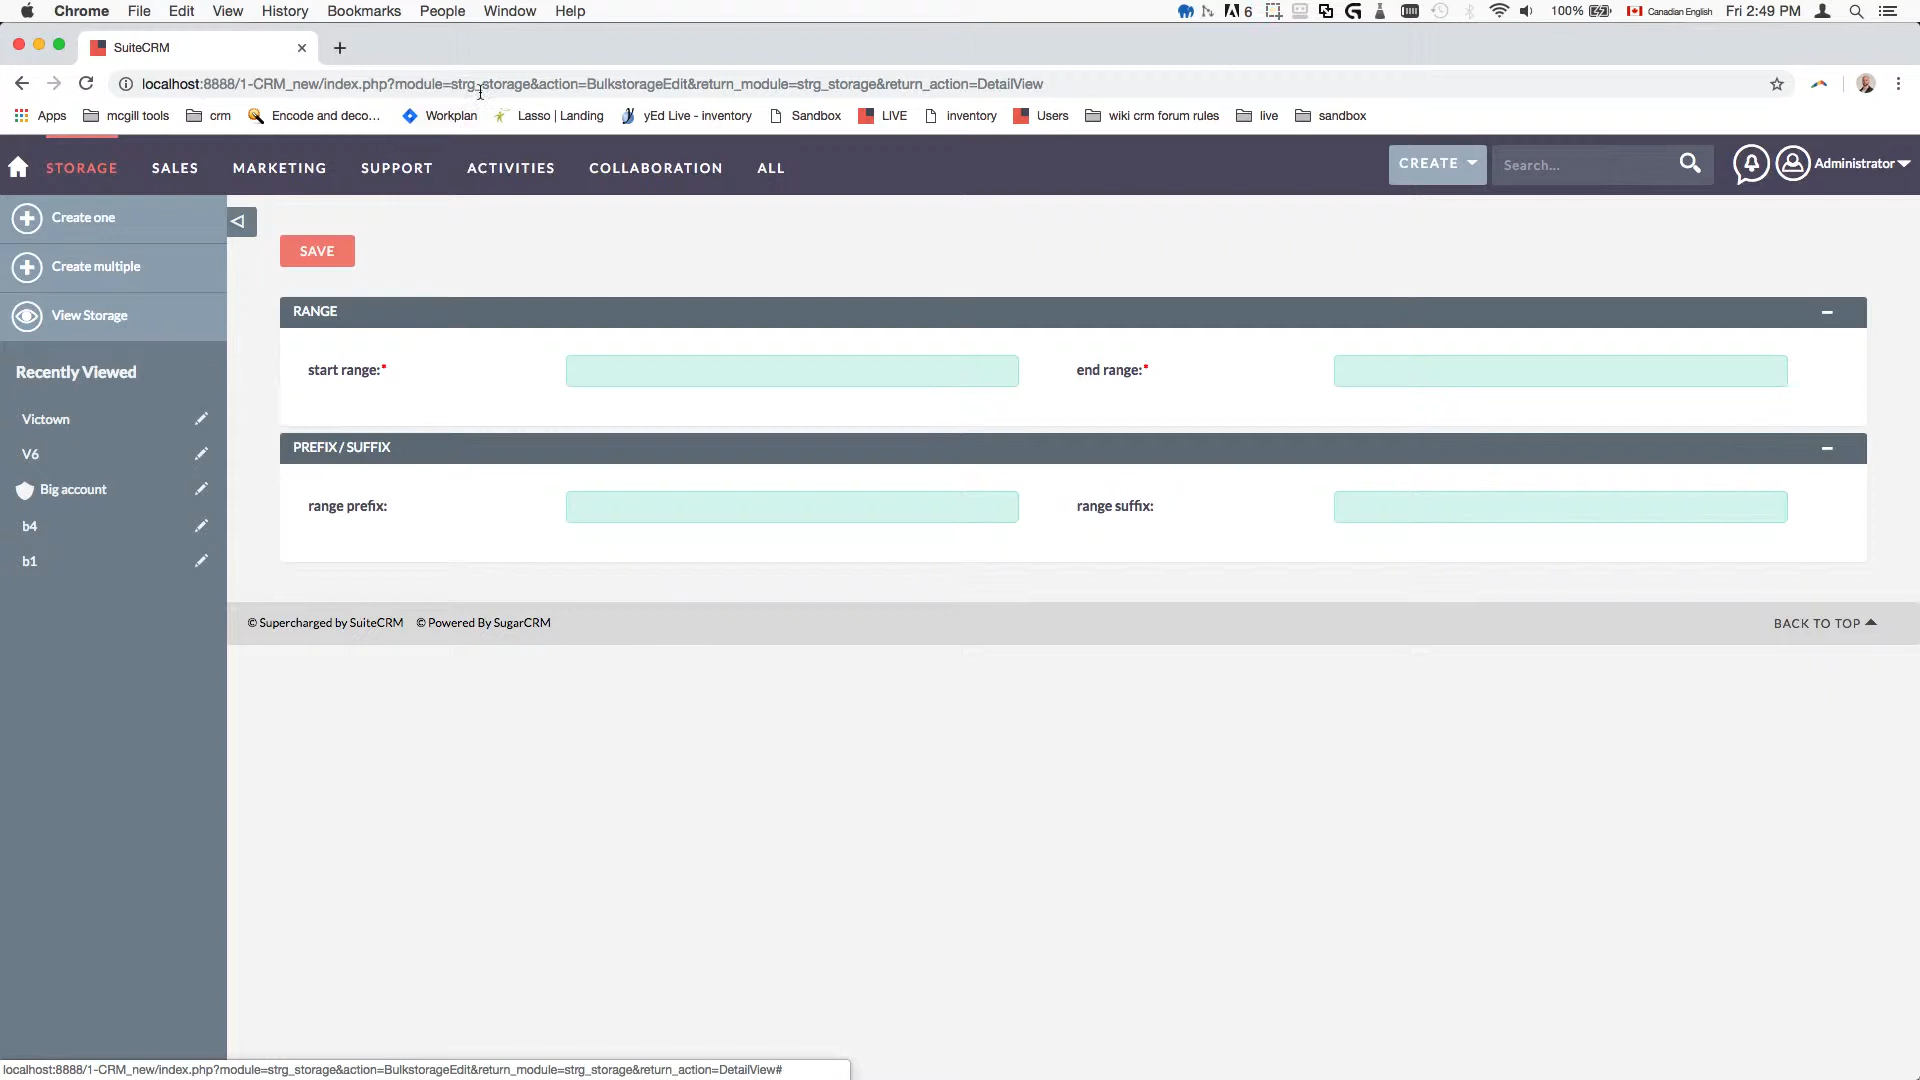 Chrome File Edit View History Bookmarks People Window Help 6 100% Canadian English Fri 2:49 PM
SuiteCRM
localhost:8888/1-CRM_new/index.php?module=strg_storage&action=BulkstorageEdit&return_module=strg_storage&return_action=DetailView
Apps mcgill tools crm Encode and deco... Workplan Lasso | Landing yEd Live - inventory Sandbox LIVE inventory Users wiki crm forum rules live sandbox
STORAGE SALES MARKETING SUPPORT ACTIVITIES COLLABORATION ALL CREATE Search... Administrator
Create one
Create multiple
View Storage
Recently Viewed
Victown
V6
Big account
b4
b1
SAVE
RANGE
start range:* end range:*
PREFIX / SUFFIX
range prefix: range suffix:
© Supercharged by SuiteCRM © Powered By SugarCRM BACK TO TOP
localhost:8888/1-CRM_new/index.php?module=strg_storage&action=BulkstorageEdit&return_module=strg_storage&return_action=DetailView#